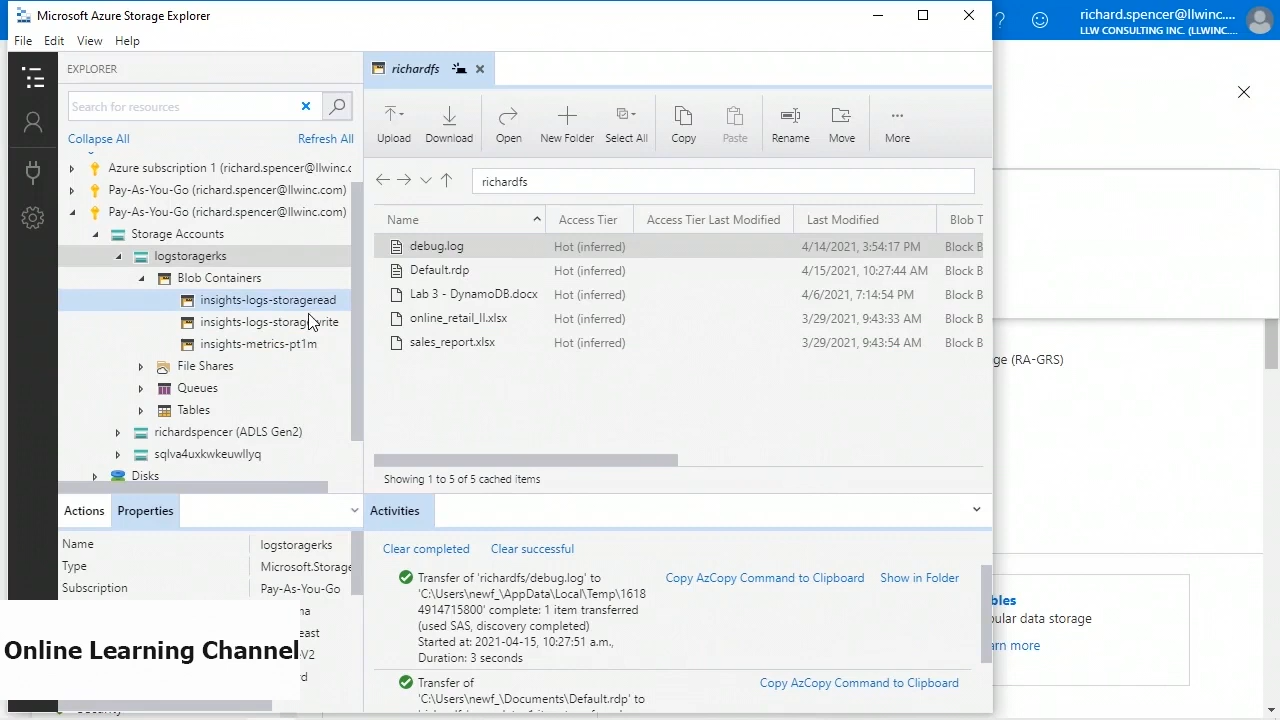 Microsoft Azure Storage Explorer
File Edit View Help
richard.spencer@llwinc....
LLW CONSULTING INC. (LLWINC....
EXPLORER
Search for resources
Collapse All
Refresh All
Azure subscription 1 (richard.spencer@llwinc.c
Pay-As-You-Go (richard.spencer@llwinc.com)
Pay-As-You-Go (richard.spencer@llwinc.com)
Storage Accounts
logstoragerks
Blob Containers
insights-logs-storageread
insights-metrics-pt1m
File Shares
Queues
Tables
richardspencer (ADLS Gen2)
sqlva4uxkwkeuwllyq
Disks
richardfs
Upload Download Open New Folder Select All Copy Paste Rename Move More
richardfs
Name Access Tier Access Tier Last Modified Last Modified Blob T
debug.log Hot (inferred) 4/14/2021, 3:54:17 PM Block B
Default.rdp Hot (inferred) 4/15/2021, 10:27:44 AM Block B
Lab 3 - DynamoDB.docx Hot (inferred) 4/6/2021, 7:14:54 PM Block B
online_retail_II.xlsx Hot (inferred) 3/29/2021, 9:43:33 AM Block B
sales_report.xlsx Hot (inferred) 3/29/2021, 9:43:54 AM Block B
Showing 1 to 5 of 5 cached items
Actions Properties
Name logstoragerks
Type Microsoft.Storage
Subscription Pay-As-You-Go
na
east
V2
rd
Online Learning Channel
Activities
Clear completed Clear successful
Transfer of 'richardfs/debug.log' to
'C:\Users\newf_\AppData\Local\Temp\1618
4914715800' complete: 1 item transferred
(used SAS, discovery completed)
Started at: 2021-04-15, 10:27:51 a.m.,
Duration: 3 seconds
Copy AzCopy Command to Clipboard Show in Folder
Transfer of
'C:\Users\newf_\Documents\Default.rdp' to
Copy AzCopy Command to Clipboard
ge (RA-GRS)
bles
ular data storage
arn more